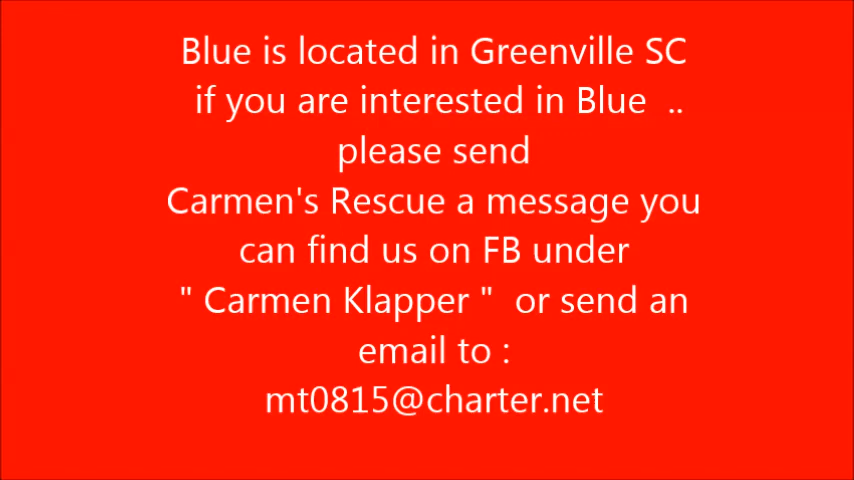 Blue is located in Greenville SC
if you are interested in Blue  ..
please send
Carmen's Rescue a message you
can find us on FB under
" Carmen Klapper "  or send an
email to :
mt0815@charter.net